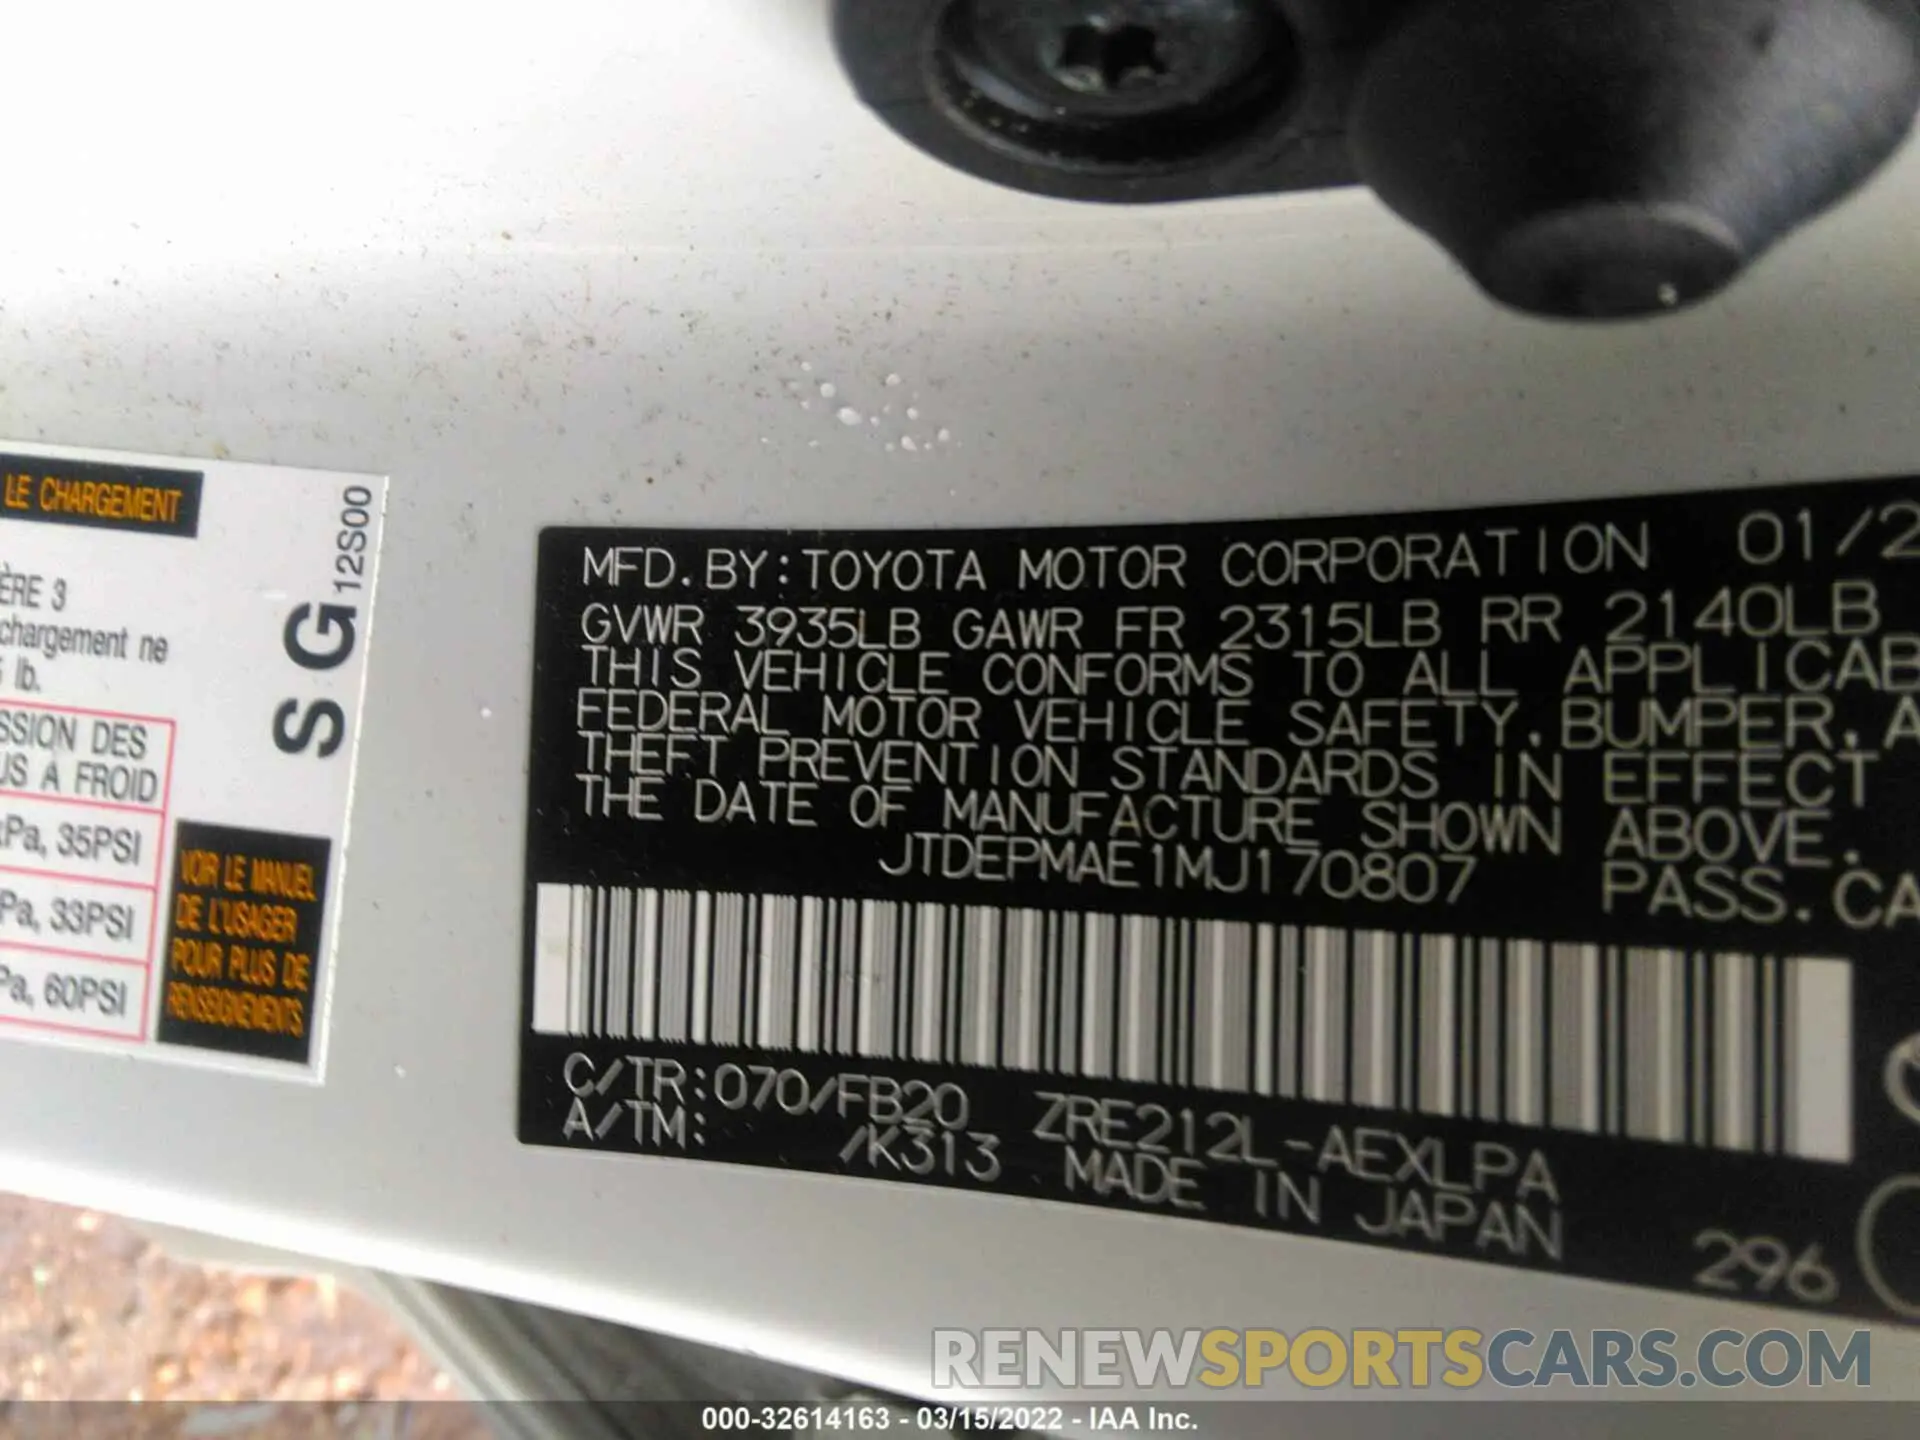 LE CHARGEMENT
ÈRE 3
chargement ne
lb.
SSION DES
US A FROID
kPa, 35PSI
Pa, 33PSI
Pa, 60PSI
SG 12S00
VOIR LE MANUEL
DE L'USAGER
POUR PLUS DE
RENSEIGNEMENTS
MFD. BY: TOYOTA MOTOR CORPORATION 01/2
GVWR 3935LB GAWR FR 2315LB RR 2140LB
THIS VEHICLE CONFORMS TO ALL APPLICAB
FEDERAL MOTOR VEHICLE SAFETY, BUMPER, A
THEFT PREVENTION STANDARDS IN EFFECT
THE DATE OF MANUFACTURE SHOWN ABOVE.
JTDEPMAE1MJ170807 PASS. CA
C/TR: 070/FB20 ZRE212L-AEXLPA
A/TM: /K313 MADE IN JAPAN
296
RENEWSPORTSCARS.COM
000-32614163 - 03/15/2022 - IAA Inc.